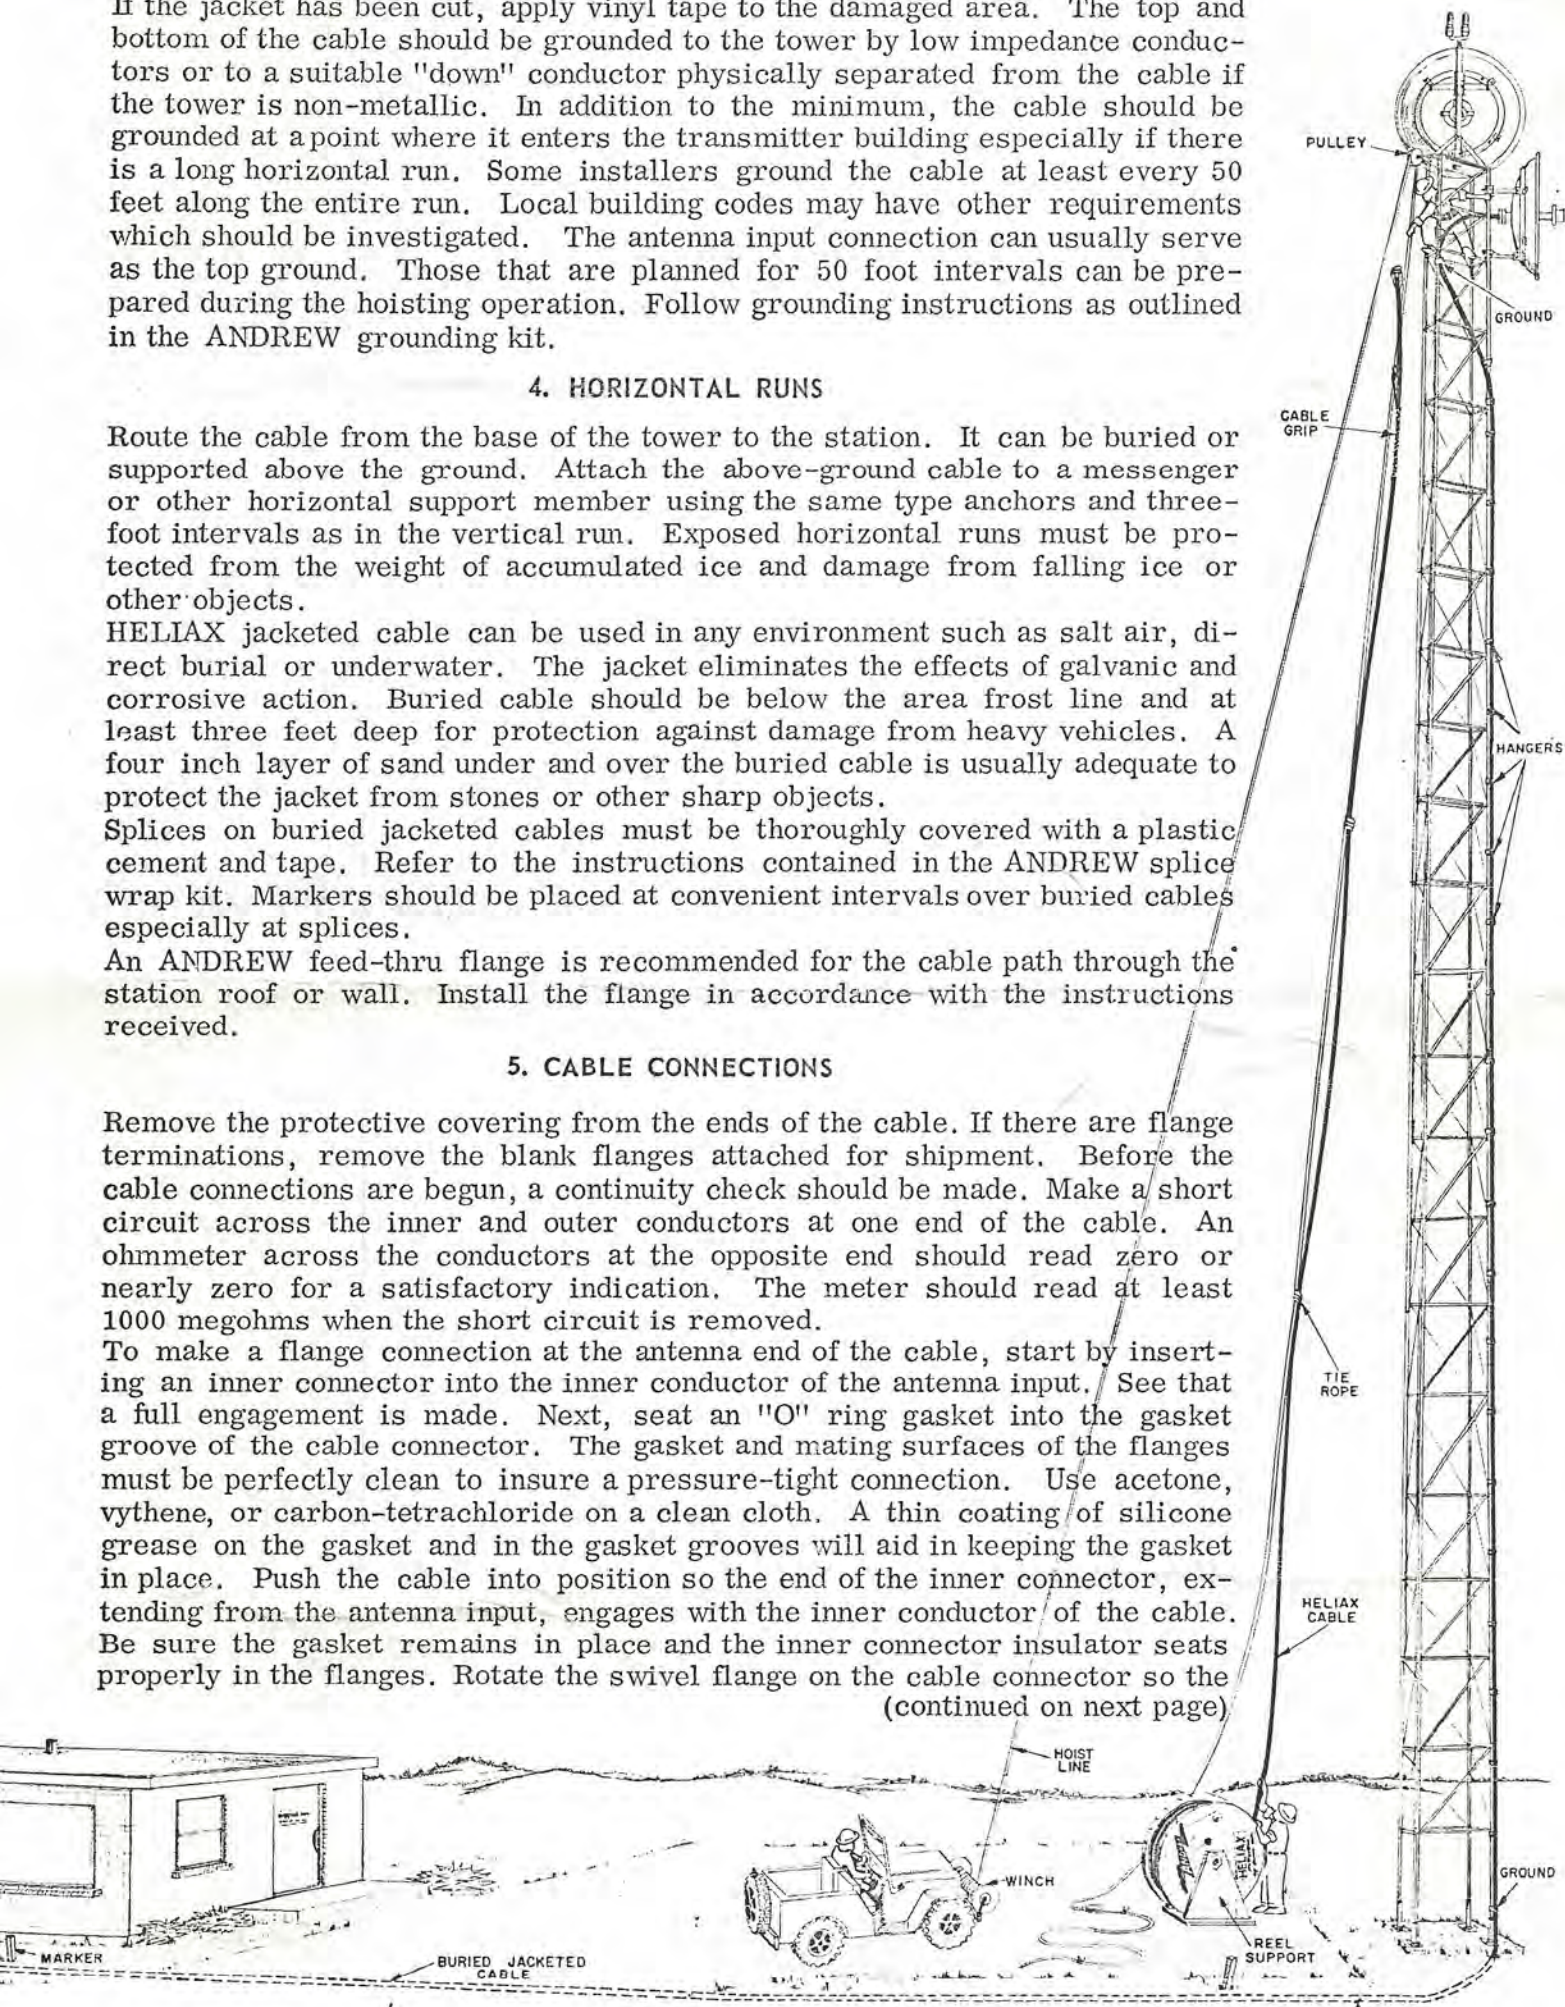 If the jacket has been cut, apply vinyl tape to the damaged area. The top and
bottom of the cable should be grounded to the tower by low impedance conduc-
tors or to a suitable "down" conductor physically separated from the cable if
the tower is non-metallic. In addition to the minimum, the cable should be
grounded at a point where it enters the transmitter building especially if there
is a long horizontal run. Some installers ground the cable at least every 50
feet along the entire run. Local building codes may have other requirements
which should be investigated. The antenna input connection can usually serve
as the top ground. Those that are planned for 50 foot intervals can be pre-
pared during the hoisting operation. Follow grounding instructions as outlined
in the ANDREW grounding kit.
4. HORIZONTAL RUNS
Route the cable from the base of the tower to the station. It can be buried or
supported above the ground. Attach the above-ground cable to a messenger
or other horizontal support member using the same type anchors and three-
foot intervals as in the vertical run. Exposed horizontal runs must be pro-
tected from the weight of accumulated ice and damage from falling ice or
other objects.
HELIAX jacketed cable can be used in any environment such as salt air, di-
rect burial or underwater. The jacket eliminates the effects of galvanic and
corrosive action. Buried cable should be below the area frost line and at
least three feet deep for protection against damage from heavy vehicles. A
four inch layer of sand under and over the buried cable is usually adequate to
protect the jacket from stones or other sharp objects.
Splices on buried jacketed cables must be thoroughly covered with a plastic
cement and tape. Refer to the instructions contained in the ANDREW splice
wrap kit. Markers should be placed at convenient intervals over buried cables
especially at splices.
An ANDREW feed-thru flange is recommended for the cable path through the
station roof or wall. Install the flange in accordance with the instructions
received.
5. CABLE CONNECTIONS
Remove the protective covering from the ends of the cable. If there are flange
terminations, remove the blank flanges attached for shipment. Before the
cable connections are begun, a continuity check should be made. Make a short
circuit across the inner and outer conductors at one end of the cable. An
ohmmeter across the conductors at the opposite end should read zero or
nearly zero for a satisfactory indication. The meter should read at least
1000 megohms when the short circuit is removed.
To make a flange connection at the antenna end of the cable, start by insert-
ing an inner connector into the inner conductor of the antenna input. See that
a full engagement is made. Next, seat an "O" ring gasket into the gasket
groove of the cable connector. The gasket and mating surfaces of the flanges
must be perfectly clean to insure a pressure-tight connection. Use acetone,
vythene, or carbon-tetrachloride on a clean cloth. A thin coating of silicone
grease on the gasket and in the gasket grooves will aid in keeping the gasket
in place. Push the cable into position so the end of the inner connector, ex-
tending from the antenna input, engages with the inner conductor of the cable.
Be sure the gasket remains in place and the inner connector insulator seats
properly in the flanges. Rotate the swivel flange on the cable connector so the
(continued on next page)
PULLEY
GROUND
CABLE
GRIP
HANGERS
TIE
ROPE
HELIAX
CABLE
HOIST
LINE
WINCH
HELIAX
GROUND
REEL
SUPPORT
MARKER
BURIED JACKETED
CABLE